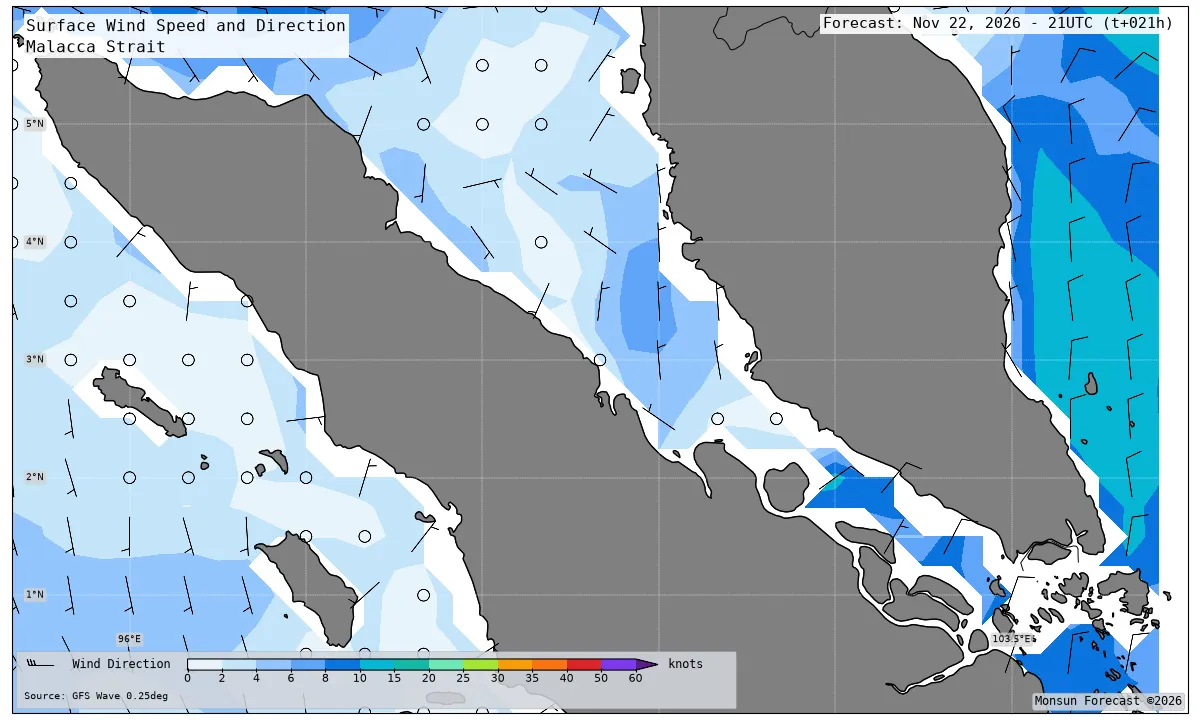 Surface Wind Speed and Direction
Malacca Strait
Forecast: Nov 22, 2026 - 21UTC (t+021h)
5°N
4°N
3°N
2°N
1°N
96°E
103.5°E
Wind Direction
0 2 4 6 8 10 12 15 20 25 30 35 40 50 60
knots
Source: GFS Wave 0.25deg
Monsun Forecast ©2026